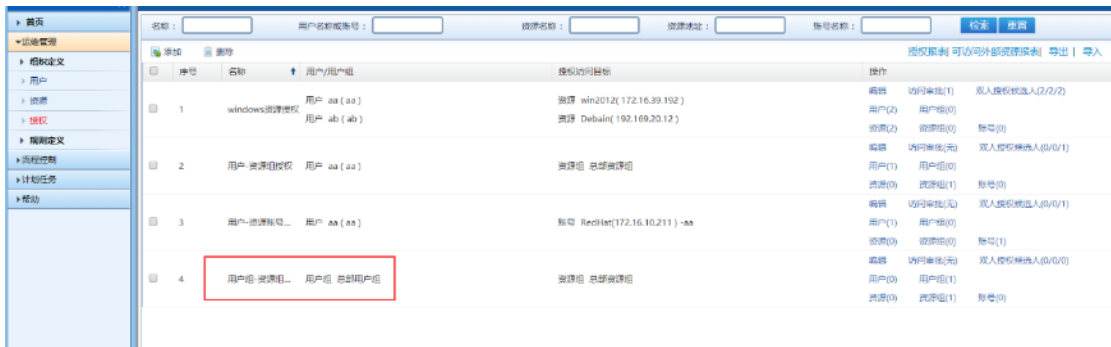 首页
运维管理
组织定义
用户
资源
授权
规则定义
流程控制
计划任务
帮助
名称： 用户名称或账号： 资源名称： 资源地址： 账号名称： 检索 重置
添加 删除 授权报表| 可访问外部资源报表| 导出 | 导入
序号 名称 用户/用户组 授权访问目标 操作
1 windows资源授权 用户 aa ( aa ) 资源 win2012( 172.16.39.192 ) 编辑 访问审批(1) 双人授权候选人(2/2/2)
用户 ab ( ab ) 资源 Debain( 192.169.20.12 ) 用户(2) 用户组(0)
资源(2) 资源组(0) 账号(0)
2 用户-资源组授权 用户 aa ( aa ) 资源组 总部资源组 编辑 访问审批(无) 双人授权候选人(0/0/1)
用户(1) 用户组(0)
资源(0) 资源组(1) 账号(0)
3 用户-资源账号... 用户 aa ( aa ) 账号 RedHat(172.16.10.211 ) -aa 编辑 访问审批(无) 双人授权候选人(0/0/1)
用户(1) 用户组(0)
资源(0) 资源组(0) 账号(1)
4 用户组-资源组... 用户组 总部用户组 资源组 总部资源组 编辑 访问审批(无) 双人授权候选人(0/0/0)
用户(0) 用户组(1)
资源(0) 资源组(1) 账号(0)